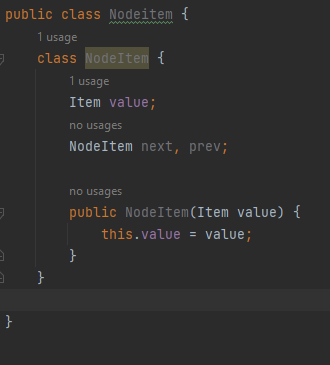 public class Nodeitem {
1 usage
class NodeItem {
1 usage
Item value;
no usages
NodeItem next, prev;
no usages
public NodeItem(Item value) {
this.value = value;
}
}
}